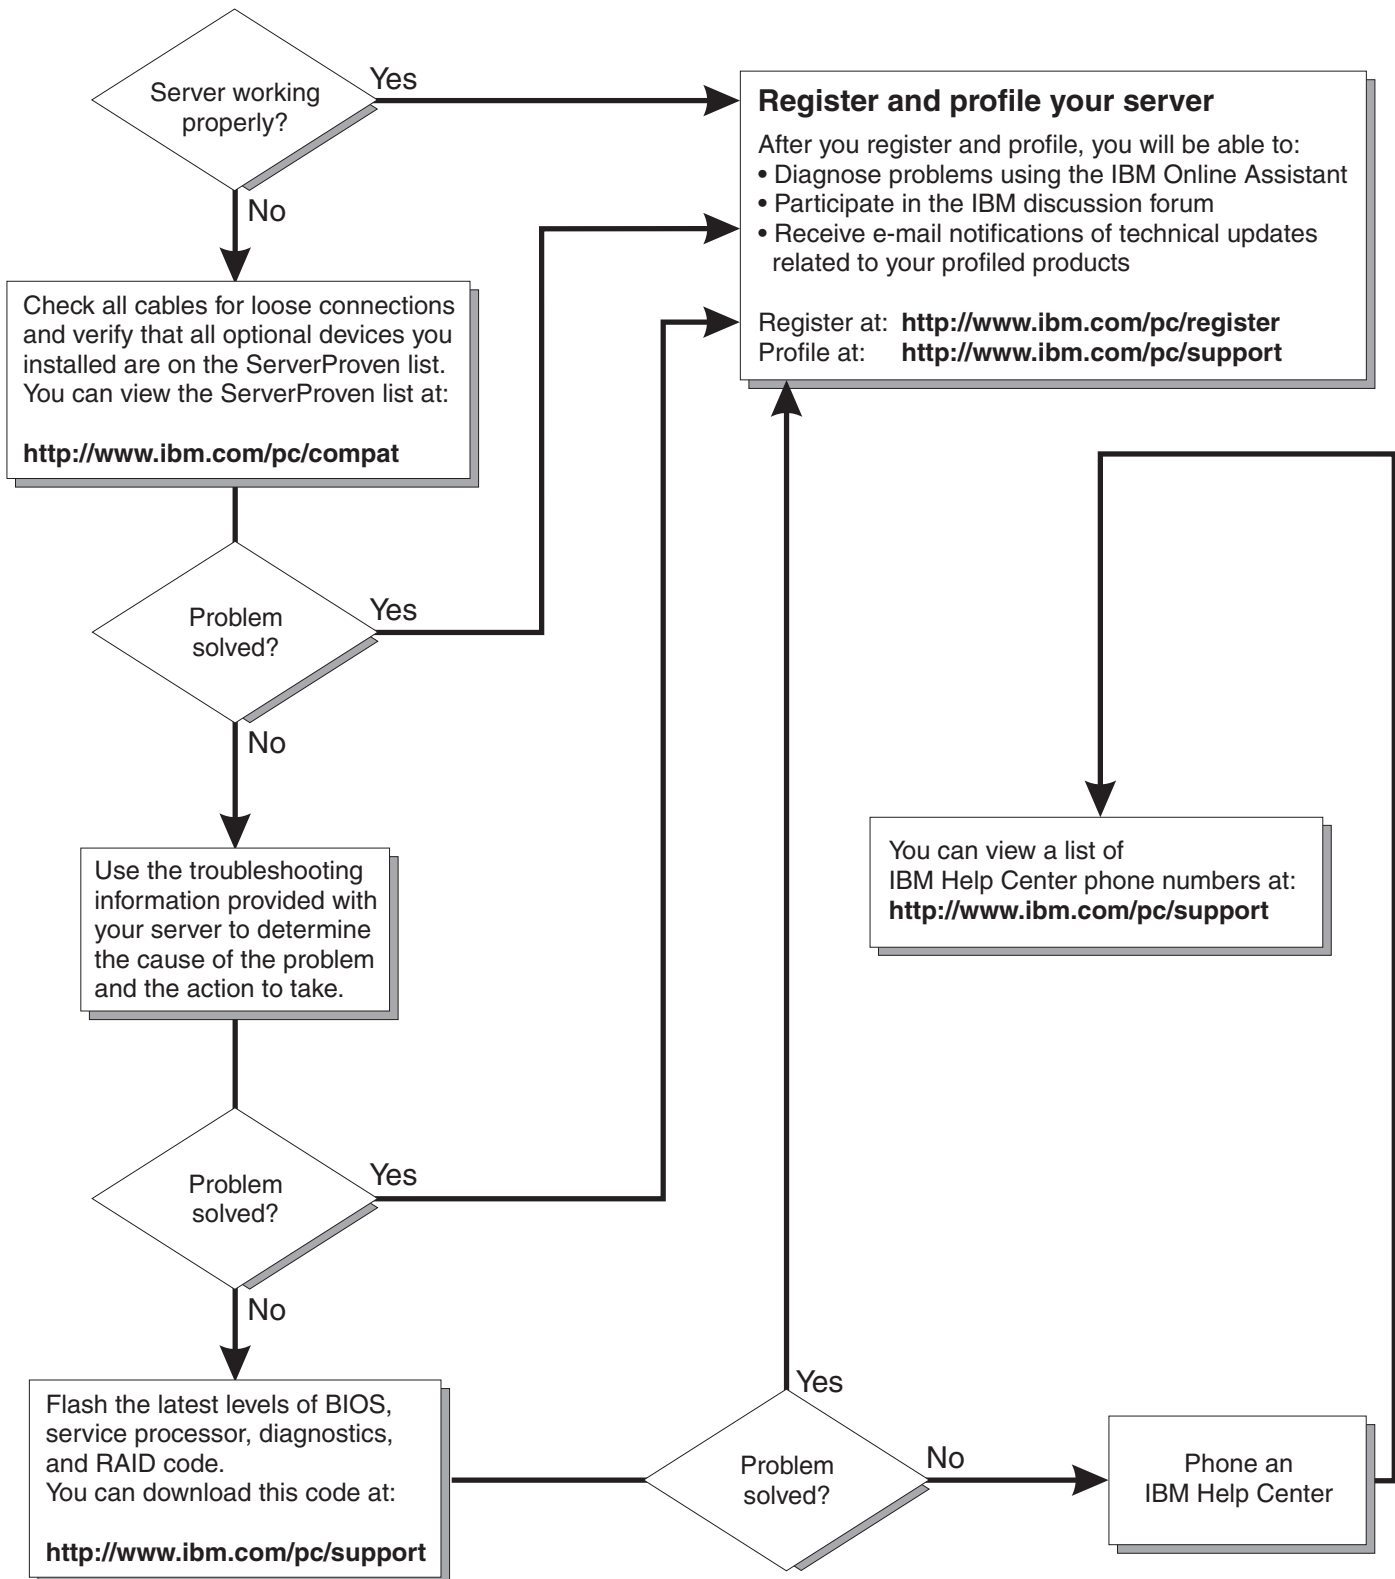 Server working
properly?
Yes
No
Register and profile your server
After you register and profile, you will be able to:
• Diagnose problems using the IBM Online Assistant
• Participate in the IBM discussion forum
• Receive e-mail notifications of technical updates
related to your profiled products
Register at: http://www.ibm.com/pc/register
Profile at: http://www.ibm.com/pc/support
Check all cables for loose connections
and verify that all optional devices you
installed are on the ServerProven list.
You can view the ServerProven list at:
http://www.ibm.com/pc/compat
Problem
solved?
Yes
No
Use the troubleshooting
information provided with
your server to determine
the cause of the problem
and the action to take.
You can view a list of
IBM Help Center phone numbers at:
http://www.ibm.com/pc/support
Problem
solved?
Yes
No
Flash the latest levels of BIOS,
service processor, diagnostics,
and RAID code.
You can download this code at:
http://www.ibm.com/pc/support
Problem
solved?
Yes
No
Phone an
IBM Help Center